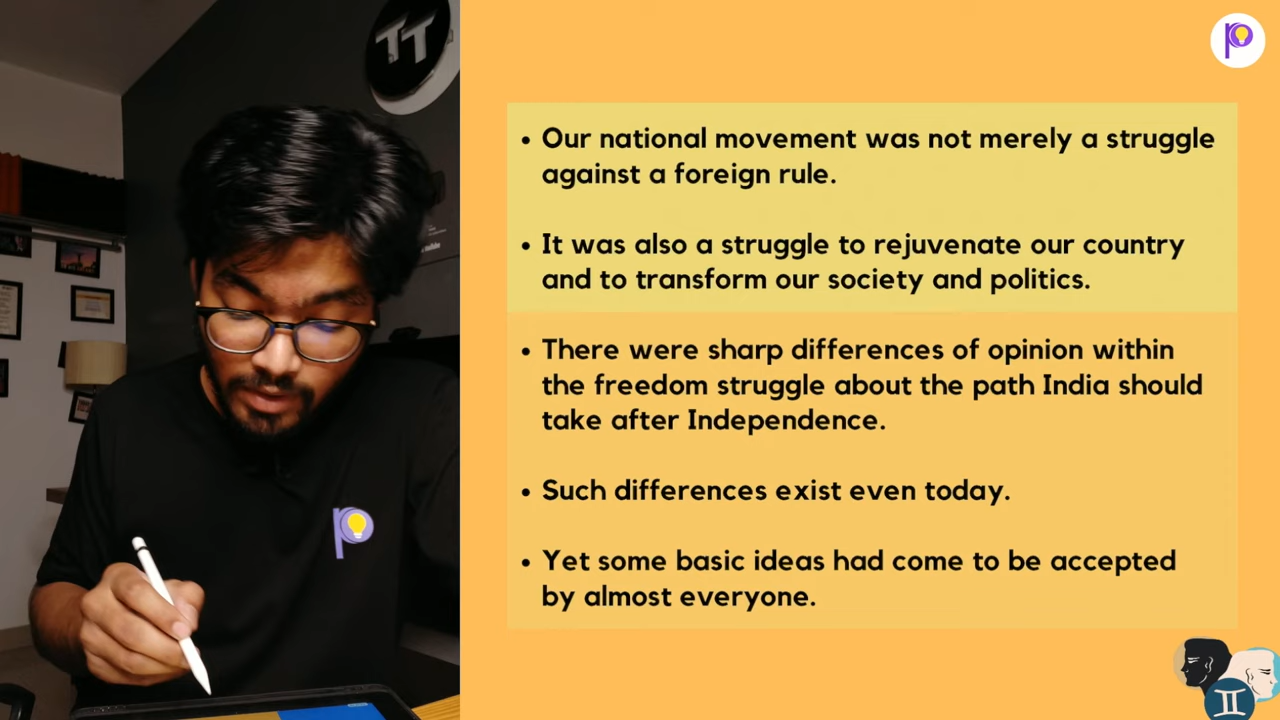 TT
P
• Our national movement was not merely a struggle
against a foreign rule.
• It was also a struggle to rejuvenate our country
and to transform our society and politics.
• There were sharp differences of opinion within
the freedom struggle about the path India should
take after Independence.
• Such differences exist even today.
• Yet some basic ideas had come to be accepted
by almost everyone.
P
II